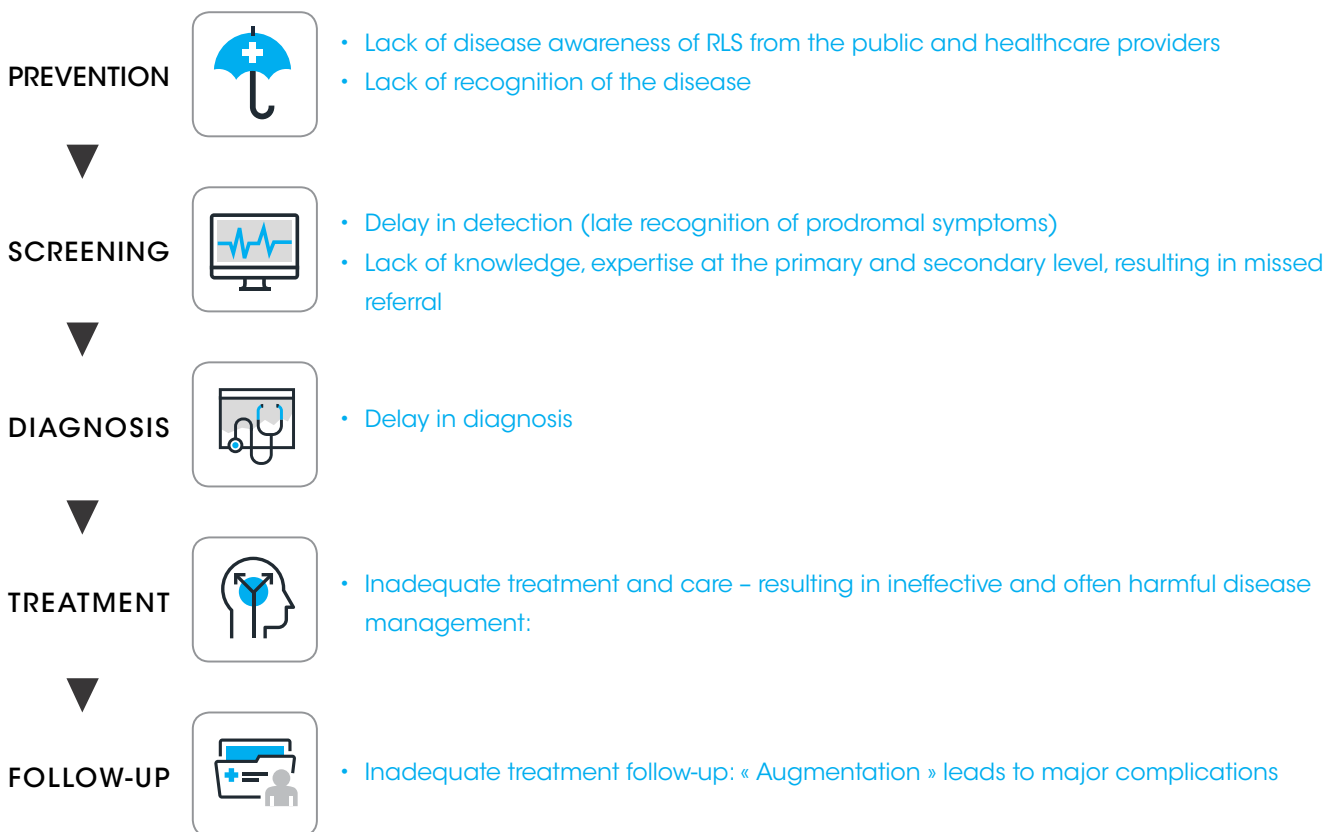 PREVENTION
• Lack of disease awareness of RLS from the public and healthcare providers
• Lack of recognition of the disease
SCREENING
• Delay in detection (late recognition of prodromal symptoms)
• Lack of knowledge, expertise at the primary and secondary level, resulting in missed
referral
DIAGNOSIS
• Delay in diagnosis
TREATMENT
• Inadequate treatment and care – resulting in ineffective and often harmful disease
management:
FOLLOW-UP
• Inadequate treatment follow-up: « Augmentation » leads to major complications